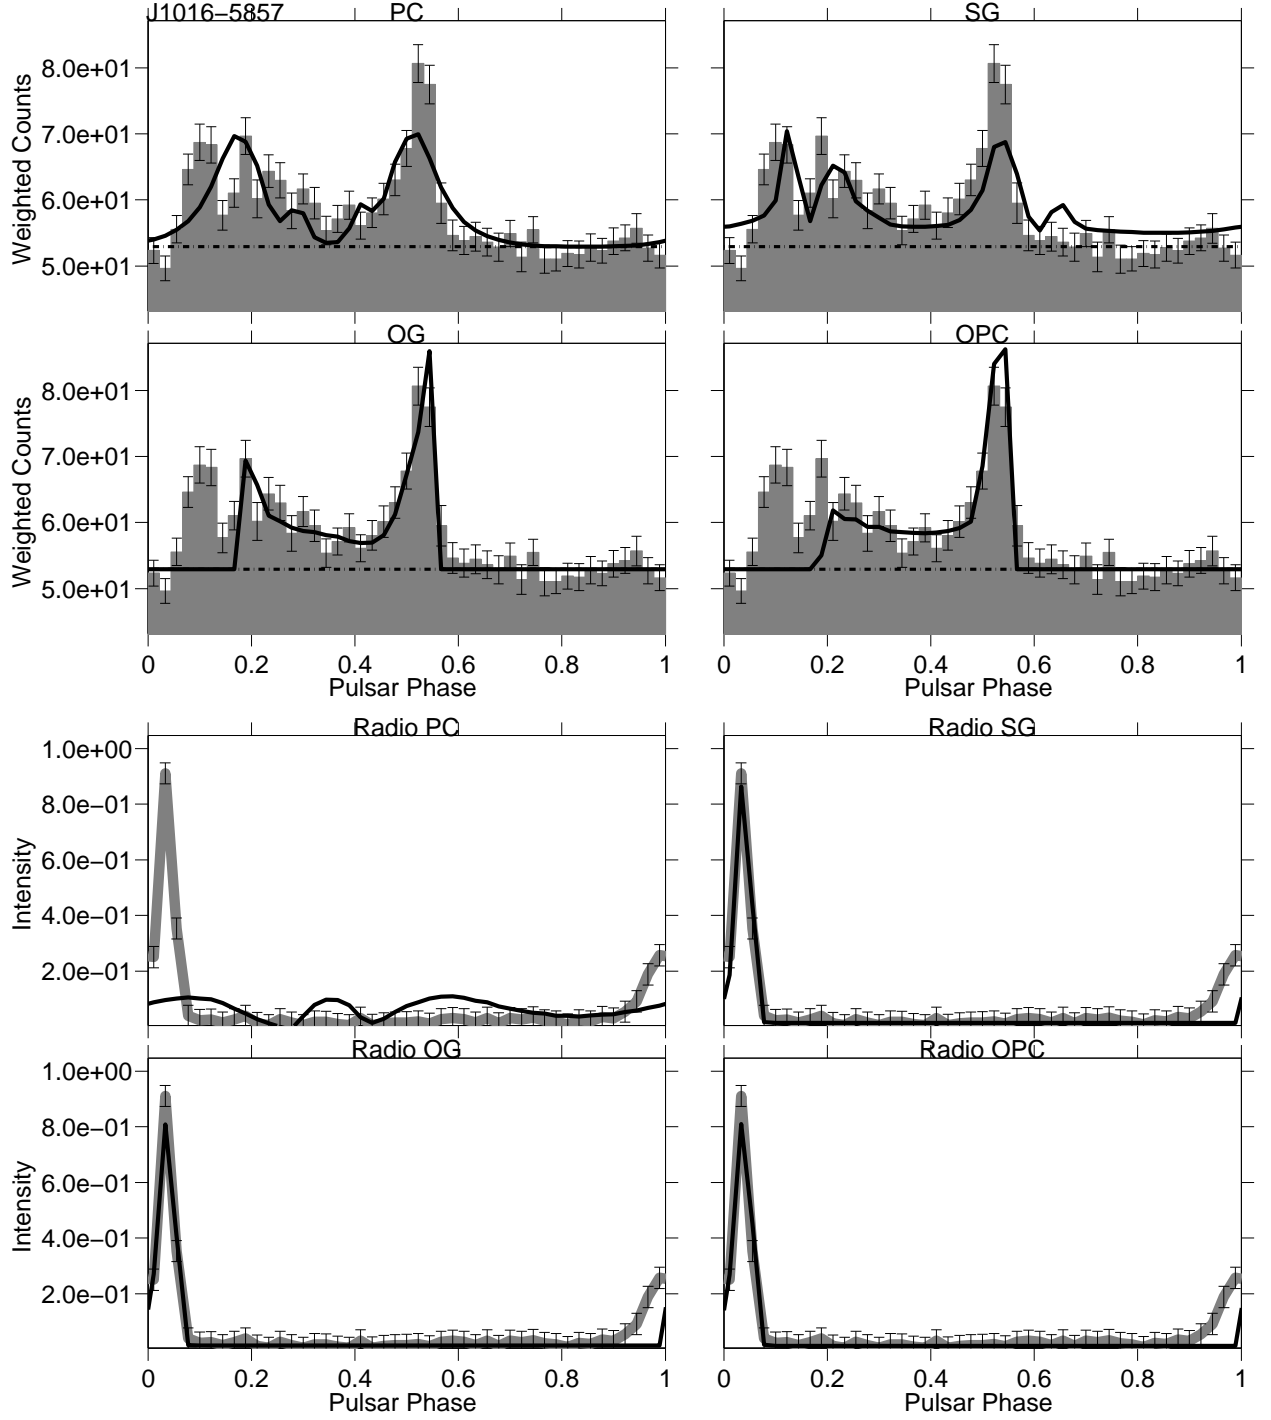 J1016−5857 PC SG
8.0e+01
7.0e+01
6.0e+01
5.0e+01
Weighted Counts
OG OPC
8.0e+01
7.0e+01
6.0e+01
5.0e+01
Weighted Counts
0 0.2 0.4 0.6 0.8 1 0 0.2 0.4 0.6 0.8 1
Pulsar Phase Pulsar Phase
Radio PC Radio SG
1.0e+00
8.0e−01
6.0e−01
4.0e−01
2.0e−01
Intensity
Radio OG Radio OPC
1.0e+00
8.0e−01
6.0e−01
4.0e−01
2.0e−01
Intensity
0 0.2 0.4 0.6 0.8 1 0 0.2 0.4 0.6 0.8 1
Pulsar Phase Pulsar Phase